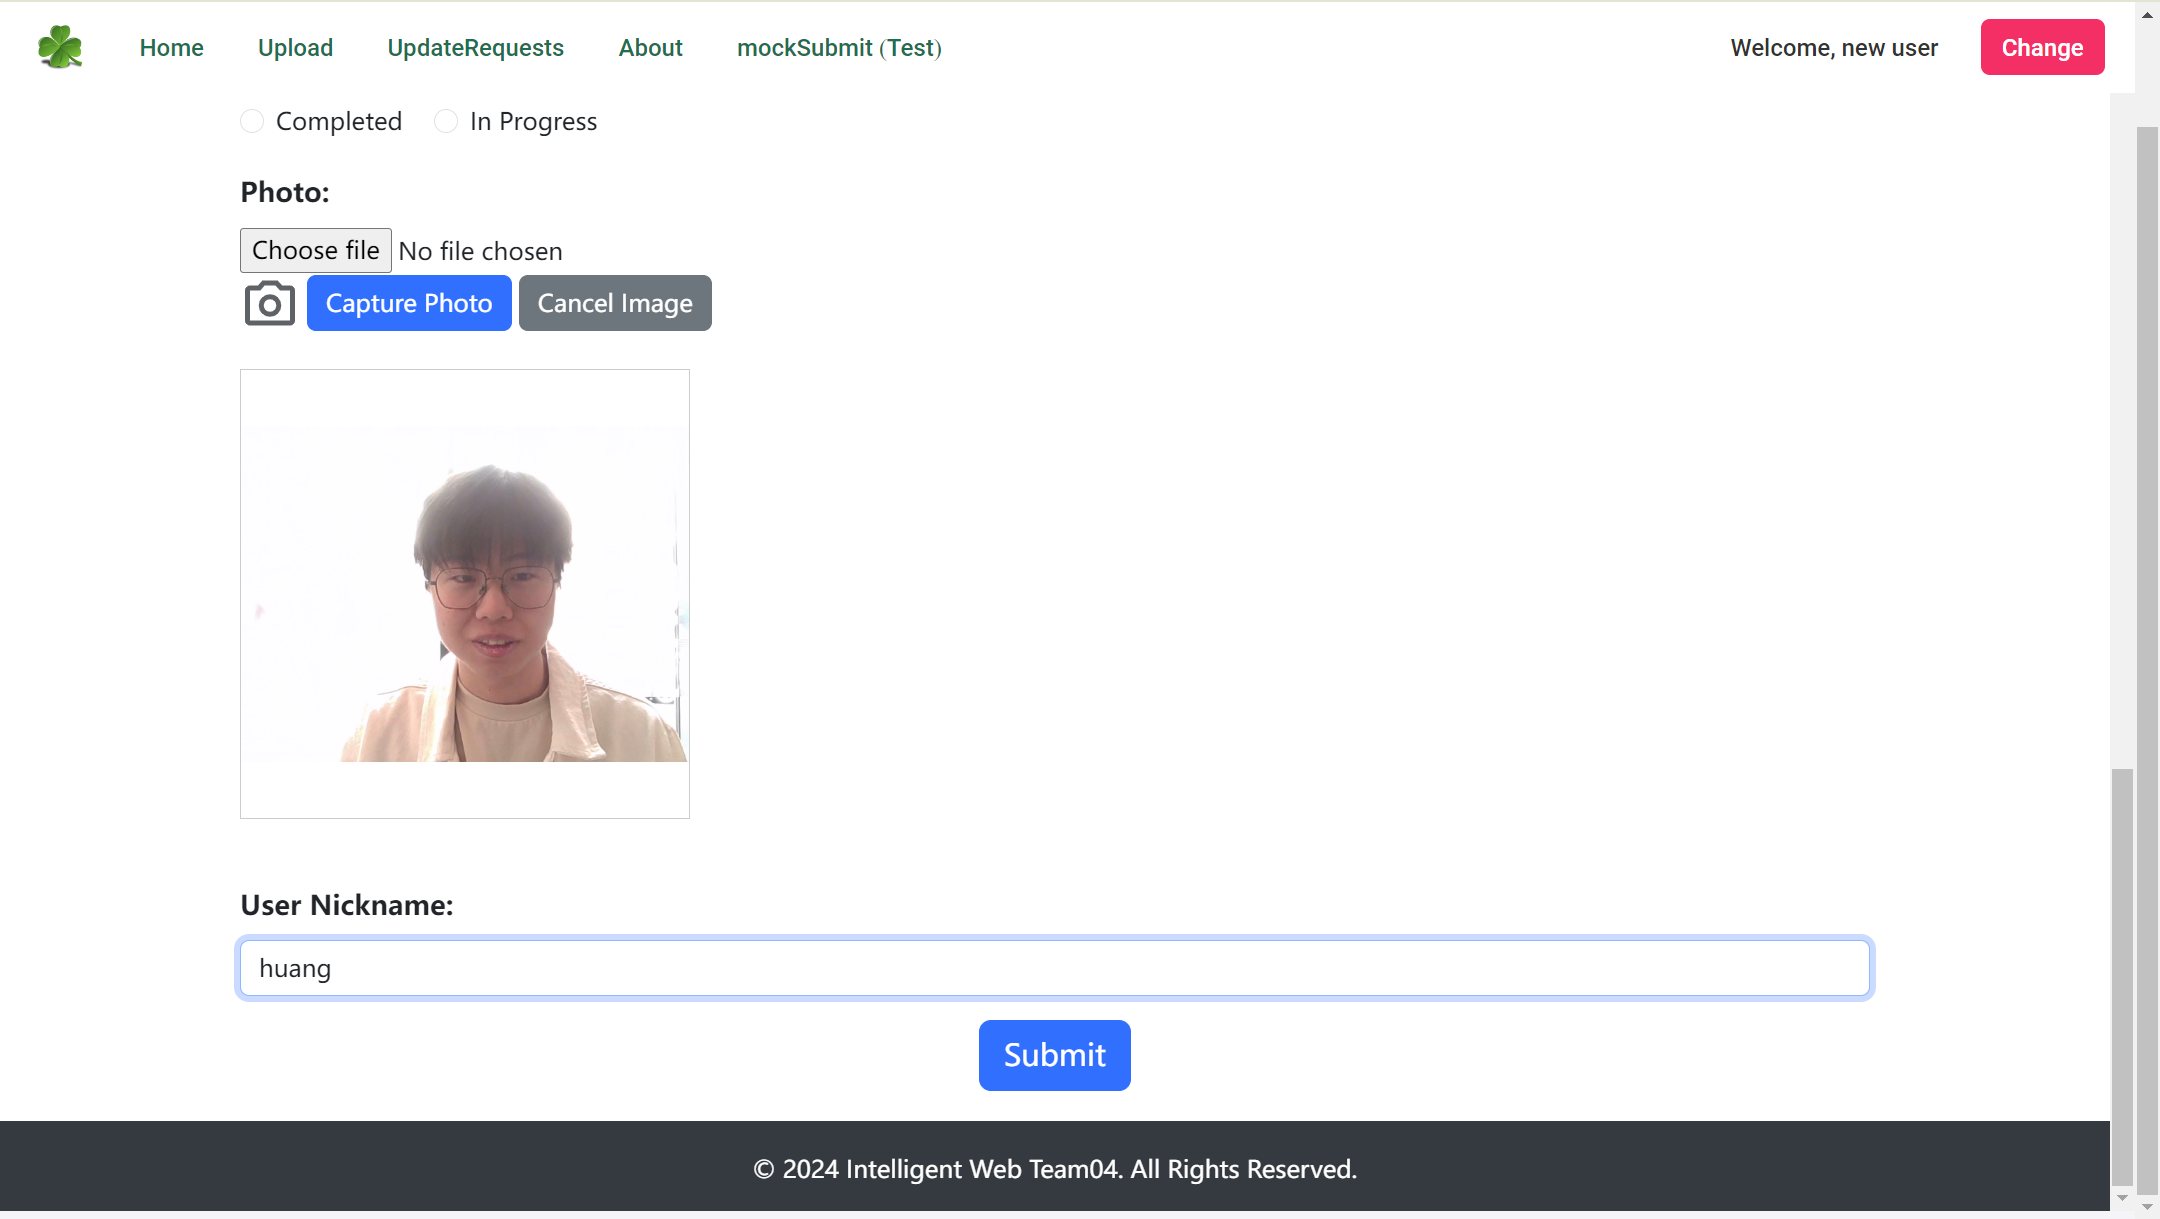 Home Upload UpdateRequests About mockSubmit (Test) Welcome, new user Change
Completed In Progress
Photo:
Choose file No file chosen
Capture Photo Cancel Image
User Nickname:
huang
Submit
© 2024 Intelligent Web Team04. All Rights Reserved.